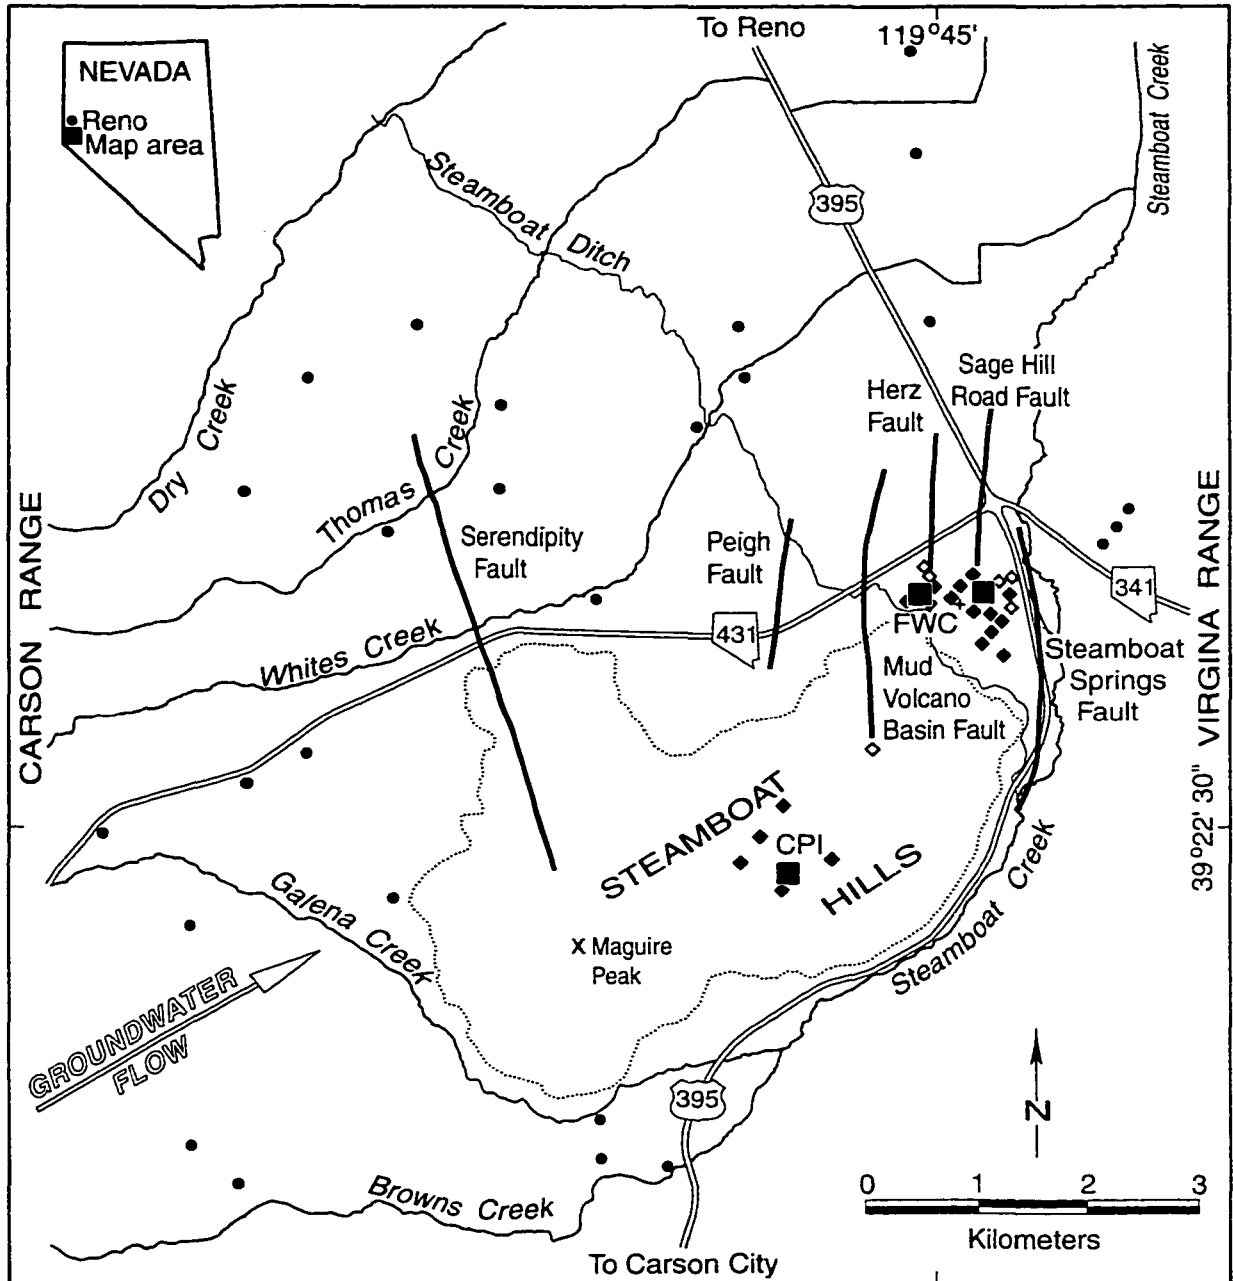 To Reno
119°45'
NEVADA
Reno
Map area
Steamboat Creek
Steamboat Ditch
395
Sage Hill
Road Fault
Herz
Fault
Dry Creek
Thomas Creek
Serendipity
Fault
Peigh
Fault
CARSON RANGE
VIRGINA RANGE
341
FWC
431
Whites Creek
Steamboat
Springs
Fault
Mud
Volcano
Basin Fault
STEAMBOAT
HILLS
CPI
39°22' 30"
Galena Creek
Steamboat Creek
X Maguire
Peak
GROUNDWATER
FLOW
N
395
0 1 2 3
Kilometers
Browns Creek
To Carson City